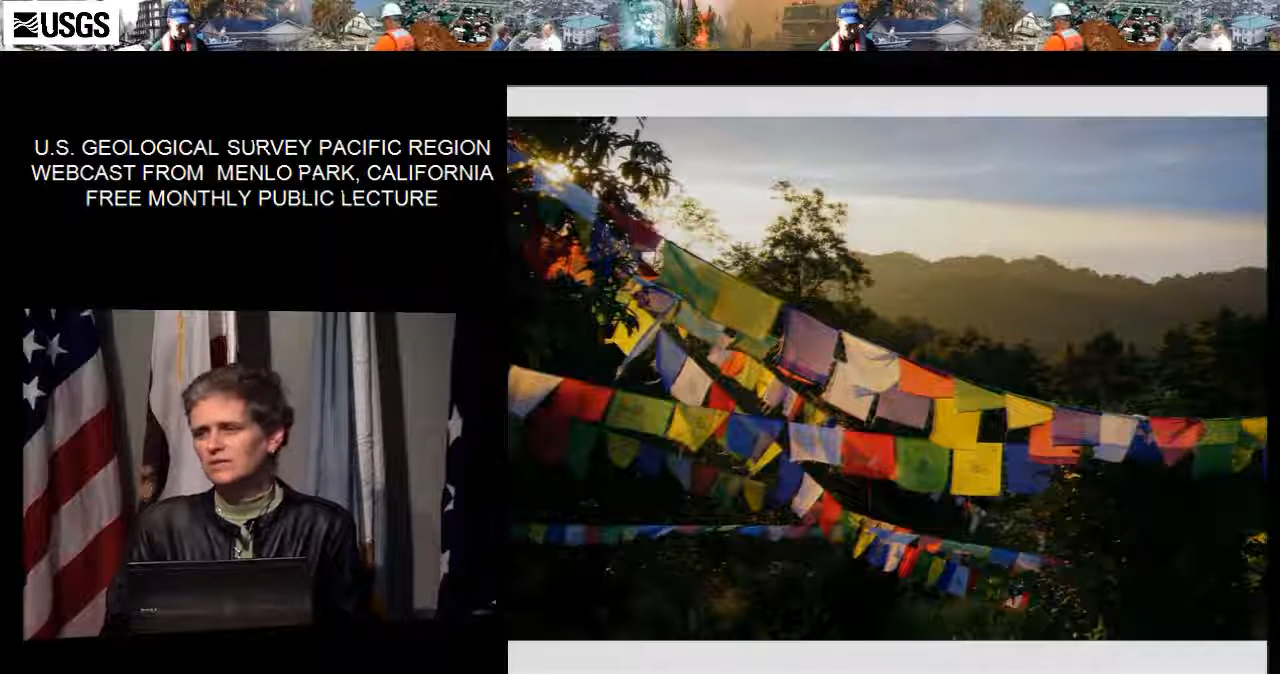 USGS
U.S. GEOLOGICAL SURVEY PACIFIC REGION
WEBCAST FROM MENLO PARK, CALIFORNIA
FREE MONTHLY PUBLIC LECTURE